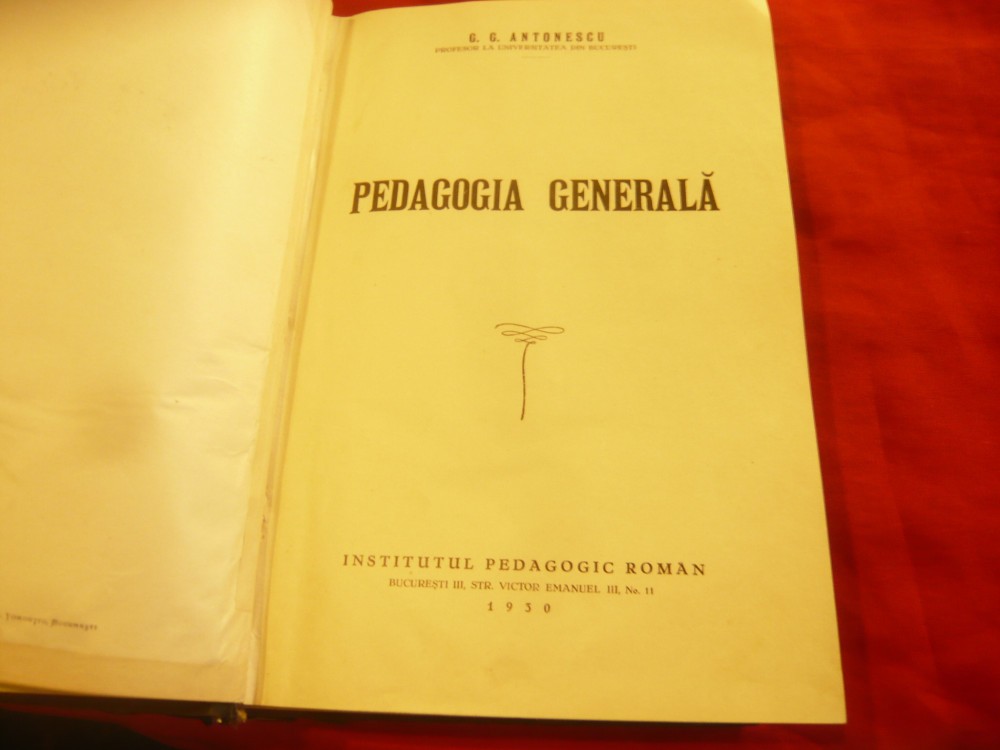 G. G. ANTONESCU
PROFESOR LA UNIVERSITATEA DIN BUCUREȘTI
PEDAGOGIA GENERALĂ
INSTITUTUL PEDAGOGIC ROMAN
BUCUREȘTI III, STR. VICTOR EMANUEL III, No. 11
1930